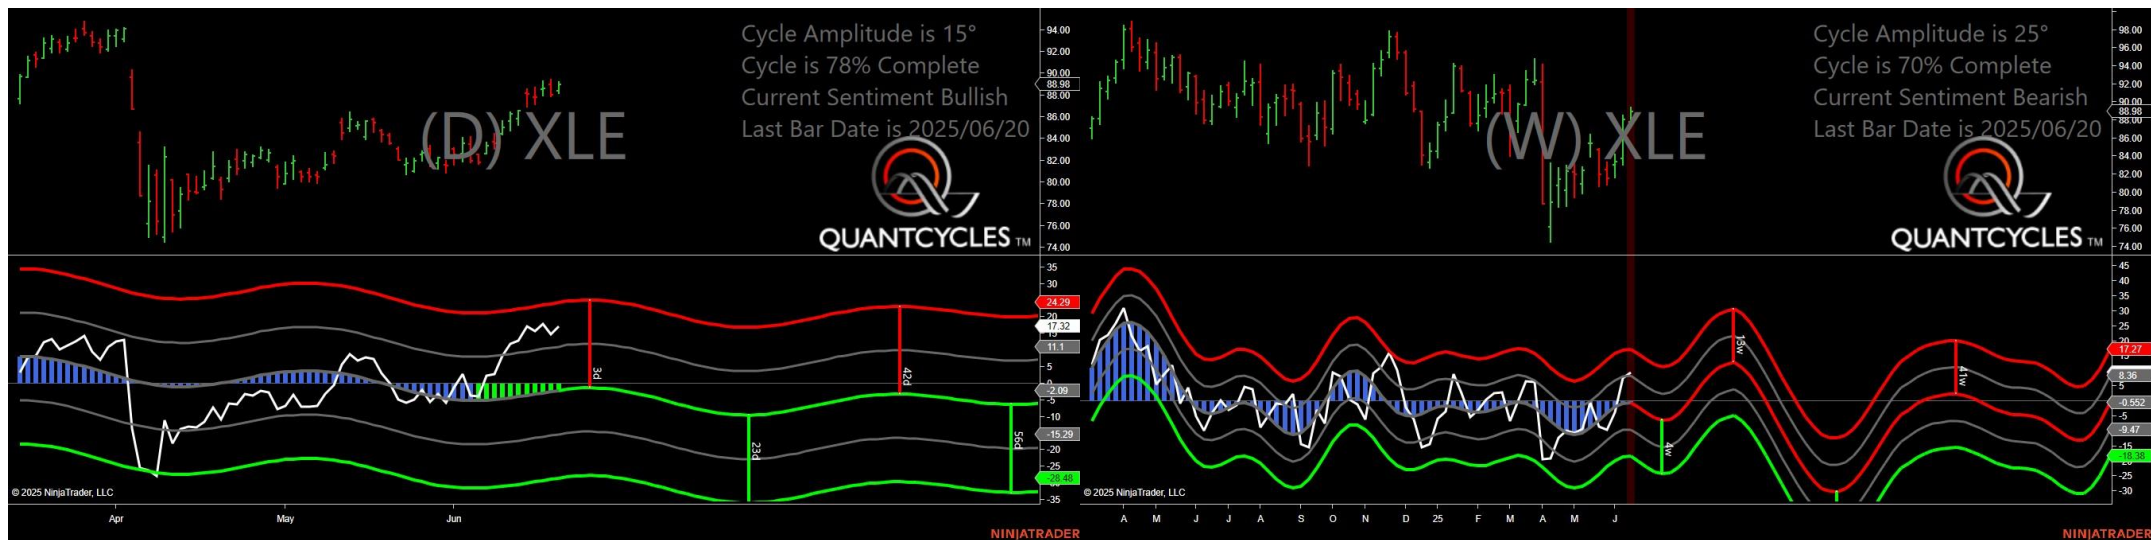 Cycle Amplitude is 15°
Cycle is 78% Complete
Current Sentiment Bullish
Last Bar Date is 2025/06/20
(D) XLE
QUANTCYCLES TM
94.00
92.00
90.00
88.98
88.00
86.00
84.00
82.00
80.00
78.00
76.00
74.00
35
30
24.29
20
17.32
11.1
5
-2.09
-5
-10
-15.29
-20
-25
-28.48
-35
3d
23d
42d
56d
© 2025 NinjaTrader, LLC
Apr
May
Jun
NINJATRADER
Cycle Amplitude is 25°
Cycle is 70% Complete
Current Sentiment Bearish
Last Bar Date is 2025/06/20
(W) XLE
QUANTCYCLES TM
98.00
96.00
94.00
92.00
90.00
88.98
88.00
86.00
84.00
82.00
80.00
78.00
76.00
74.00
45
35
30
25
17.27
8.36
5
-0.552
-5
-9.47
-15
-18.38
-25
-30
4w
13w
41w
© 2025 NinjaTrader, LLC
A
M
J
J
A
S
O
N
D
25
F
M
A
M
J
NINJATRADER